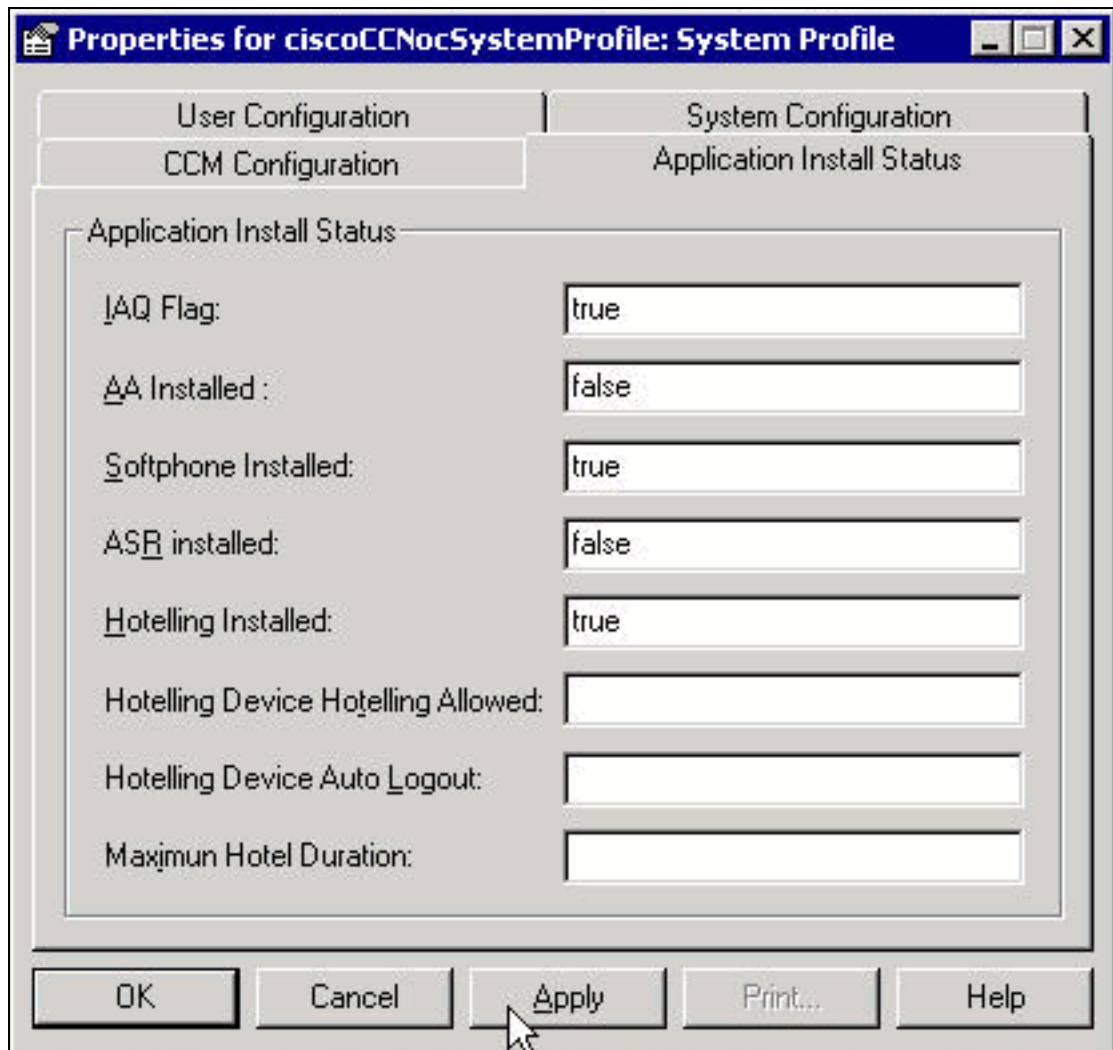 Properties for ciscoCCNocSystemProfile: System Profile
User Configuration
System Configuration
CCM Configuration
Application Install Status
Application Install Status
IAQ Flag:
true
AA Installed :
false
Softphone Installed:
true
ASR installed:
false
Hotelling Installed:
true
Hotelling Device Hotelling Allowed:
Hotelling Device Auto Logout:
Maximun Hotel Duration:
OK
Cancel
Apply
Print...
Help